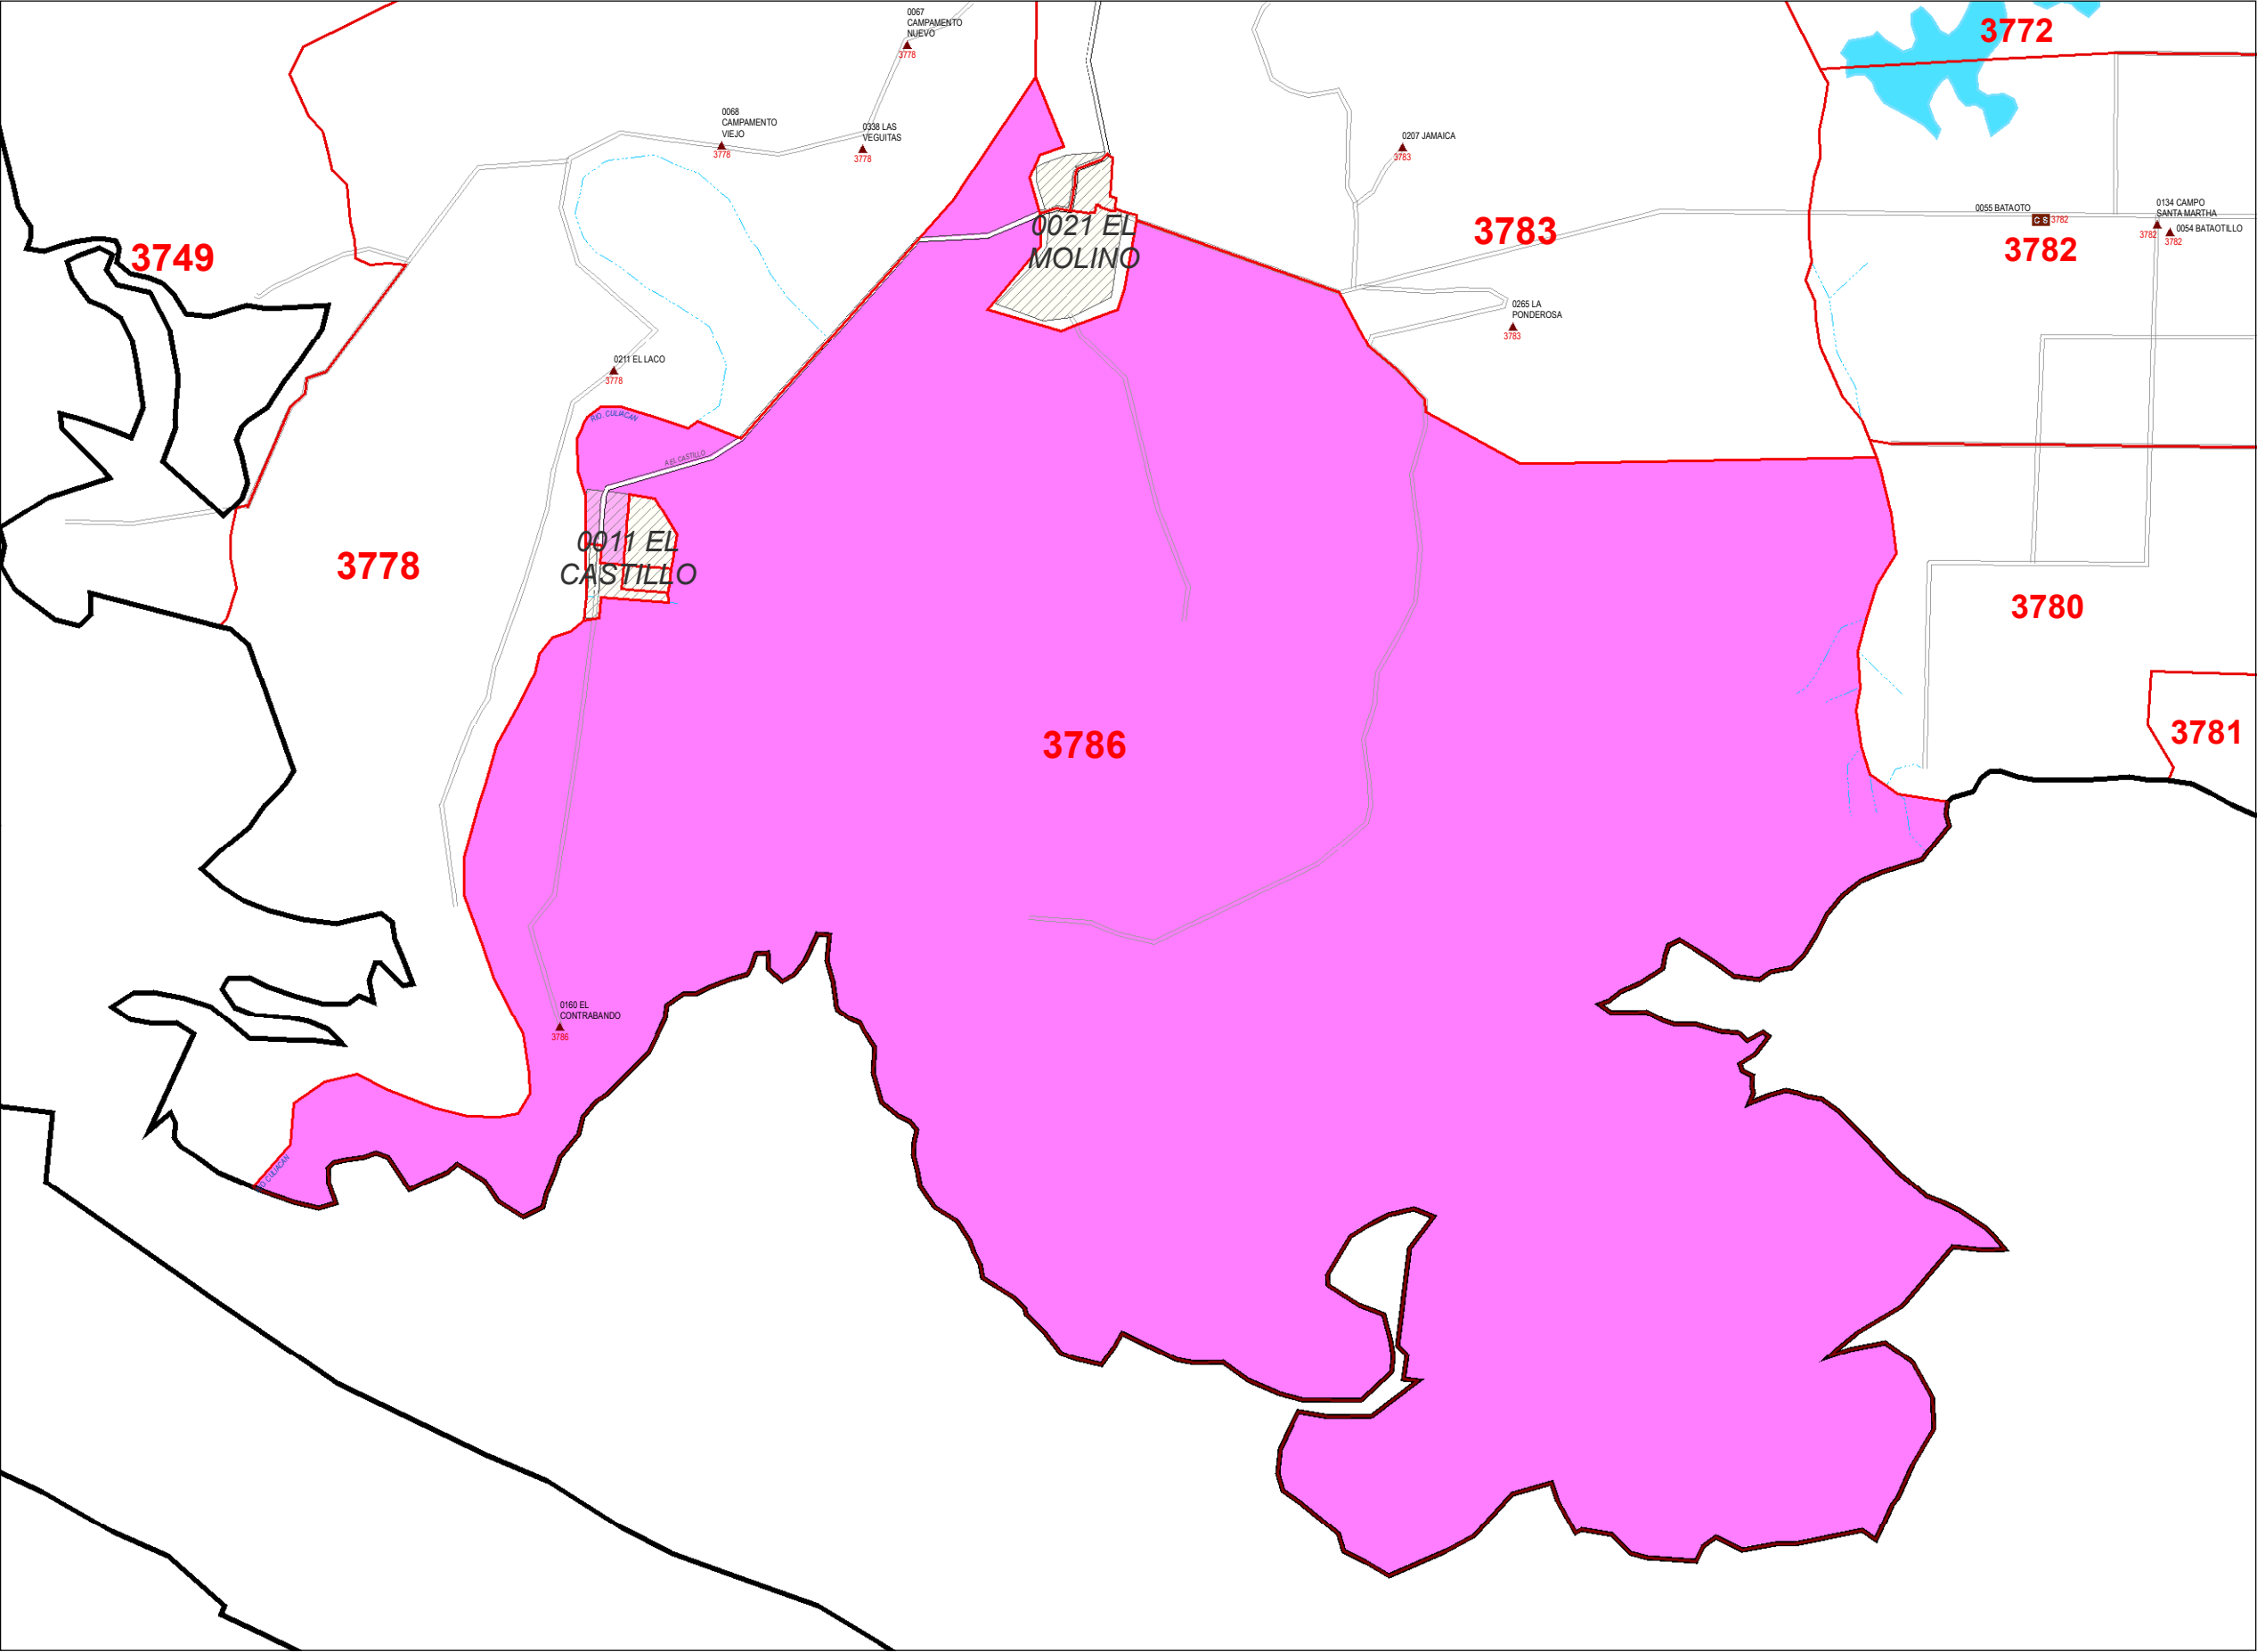 0067
CAMPAMENTO
NUEVO
3778
3772
0068
CAMPAMENTO
VIEJO
3778
0338 LAS
VEGUITAS
3778
0207 JAMAICA
3783
0055 BATAOTO
C S 3782
3782
0134 CAMPO
SANTA MARTHA
3782
0054 BATAOTILLO
3782
3749
0021 EL
MOLINO
3783
0265 LA
PONDEROSA
3783
0211 EL LACO
3778
RIO. CULIACAN
A EL CASTILLO
3778
0011 EL
CASTILLO
3780
3786
3781
0160 EL
CONTRABANDO
3786
CULIACAN